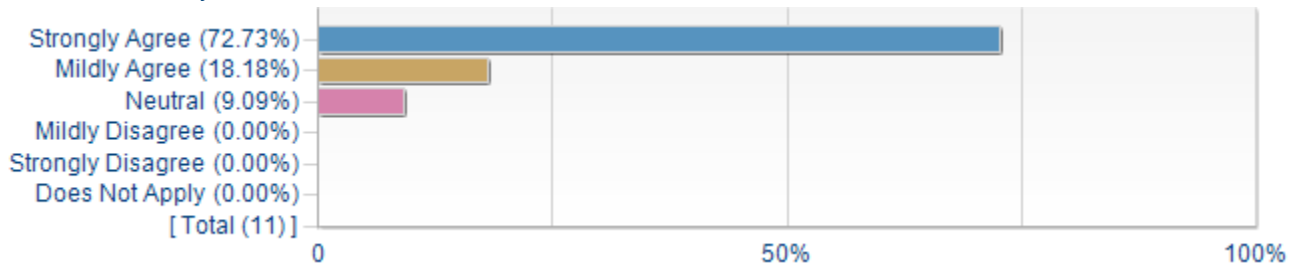 Strongly Agree (72.73%)
Mildly Agree (18.18%)
Neutral (9.09%)
Mildly Disagree (0.00%)
Strongly Disagree (0.00%)
Does Not Apply (0.00%)
[ Total (11) ]
0 50% 100%